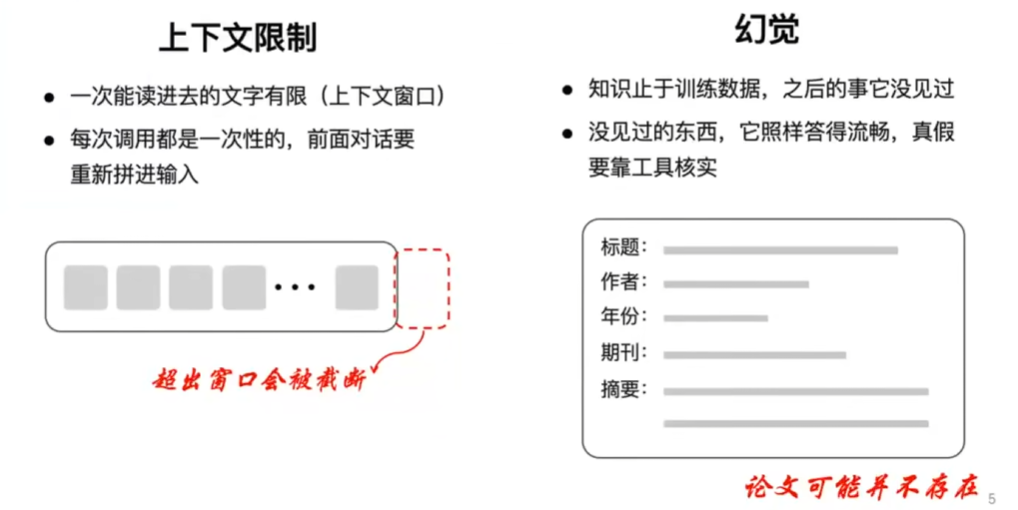 上下文限制
● 一次能读进去的文字有限（上下文窗口）
● 每次调用都是一次性的，前面对话要
重新拼进输入
超出窗口会被截断
幻觉
● 知识止于训练数据，之后的事它没见过
● 没见过的东西，它照样答得流畅，真假
要靠工具核实
标题：
作者：
年份：
期刊：
摘要：
论文可能并不存在
5